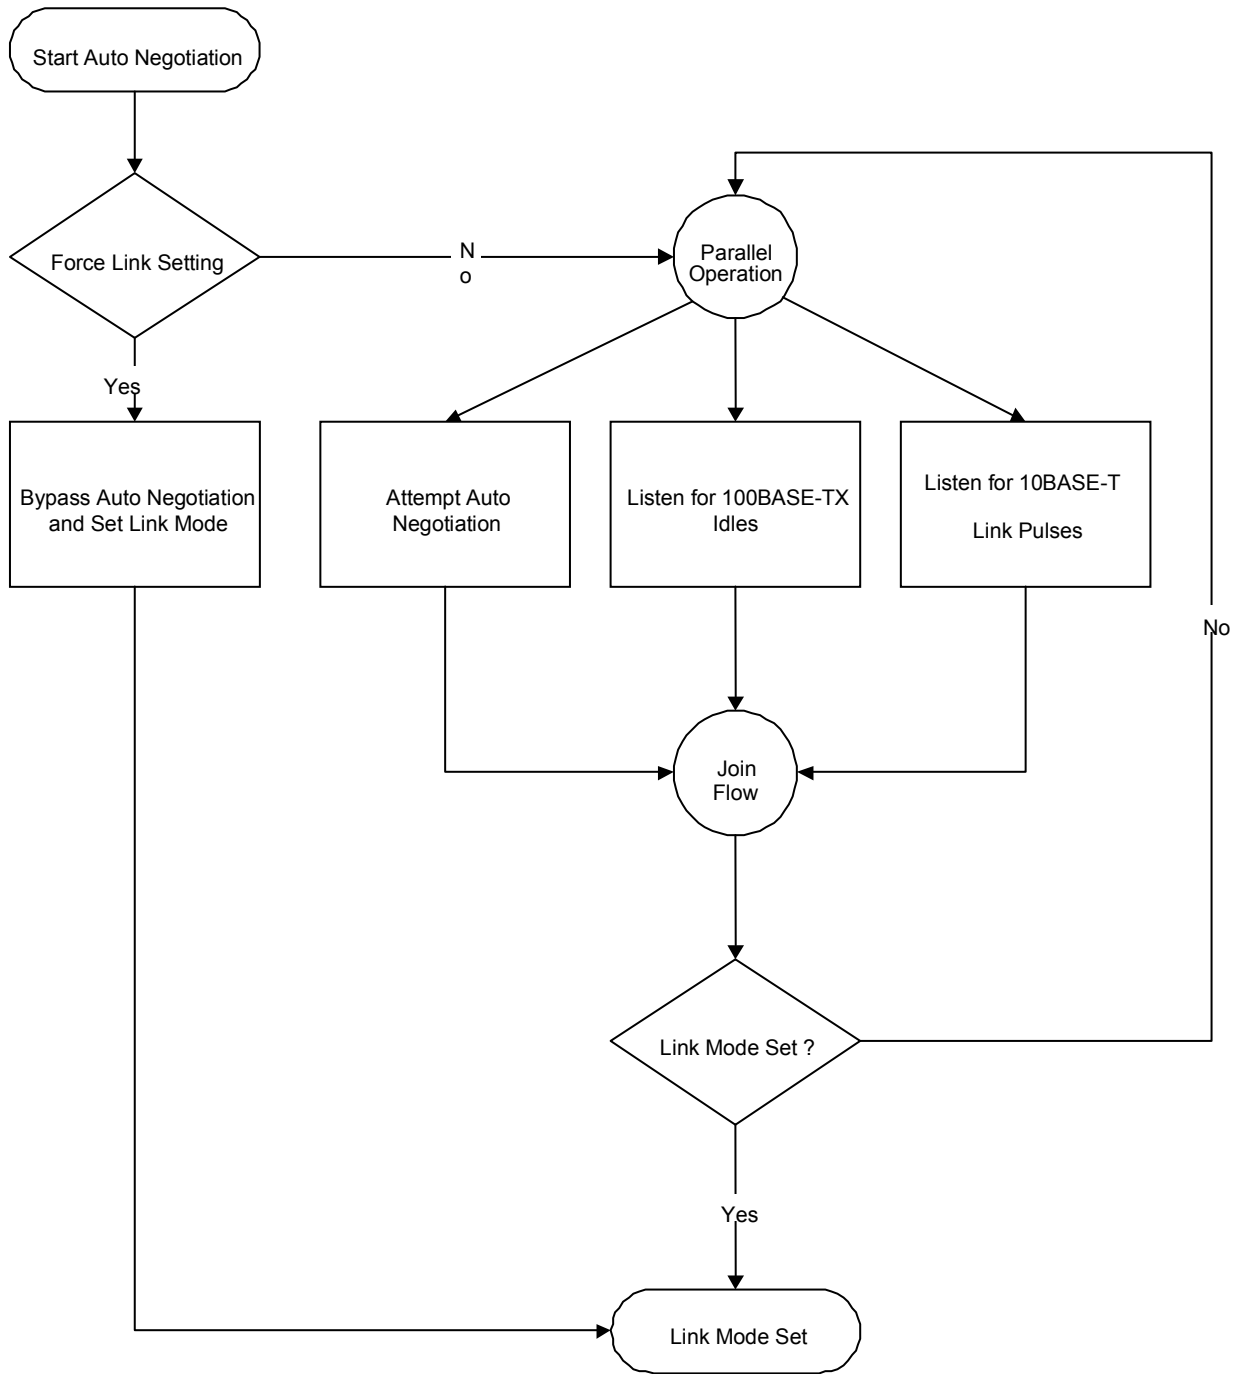 Start Auto Negotiation
Force Link Setting
N
o
Parallel
Operation
Yes
Bypass Auto Negotiation
and Set Link Mode
Attempt Auto
Negotiation
Listen for 100BASE-TX
Idles
Listen for 10BASE-T
Link Pulses
No
Join
Flow
Link Mode Set ?
Yes
Link Mode Set